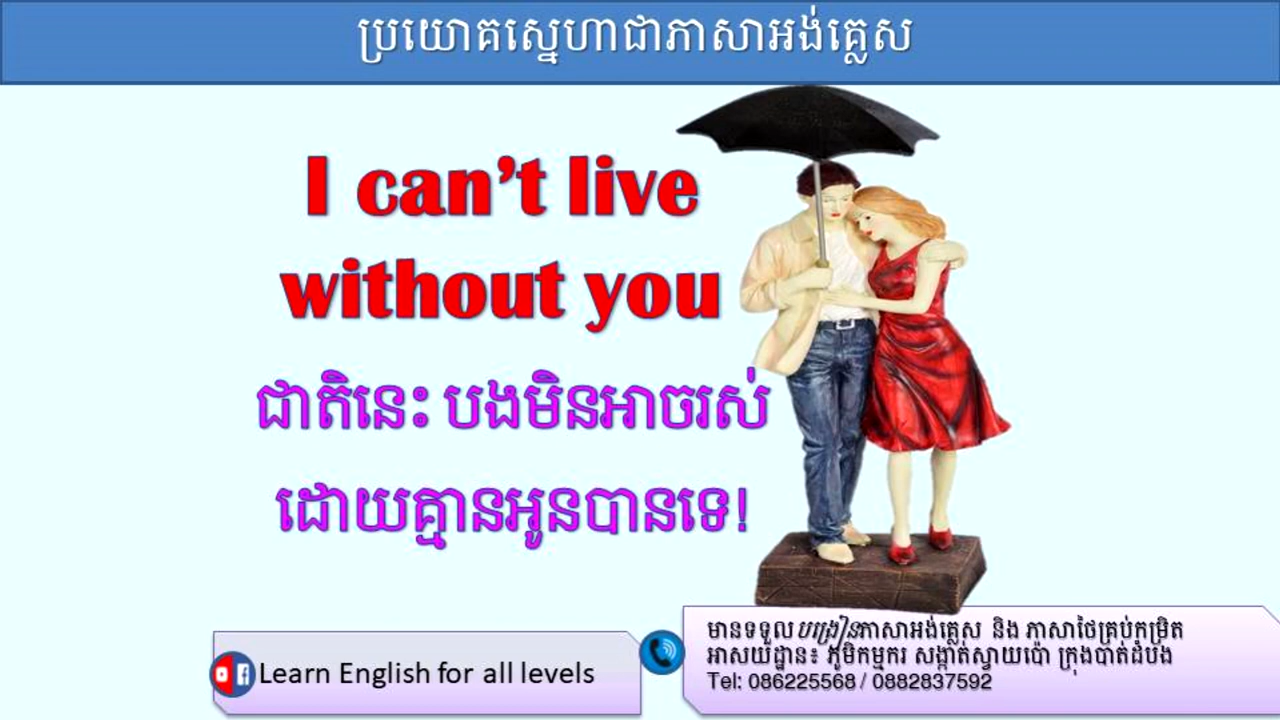 ប្រយោគស្នេហាជាភាសាអង់គ្លេស
I can’t live
without you
ជាតិនេះ បងមិនអាចរស់
ដោយគ្មានអូនបានទេ!
Learn English for all levels
មានទទួលបង្រៀនភាសាអង់គ្លេស និង ភាសាថៃគ្រប់កម្រិត
អាសយដ្ឋាន៖ ភូមិកម្មករ សង្កាត់ស្វាយប៉ោ ក្រុងបាត់ដំបង
Tel: 086225568 / 0882837592